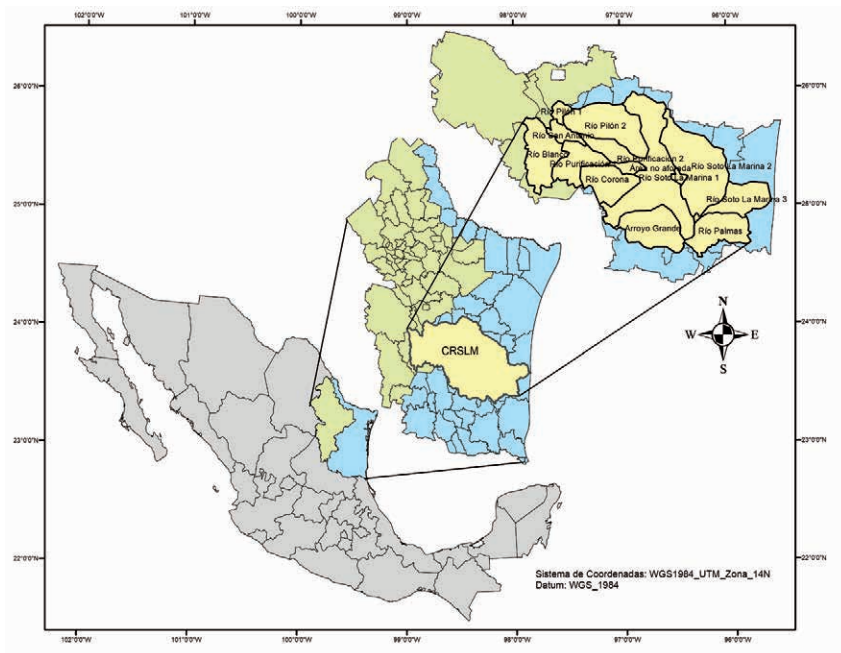 102°0'0"W 101°0'0"W 100°0'0"W 99°0'0"W 98°0'0"W 97°0'0"W 96°0'0"W
26°0'0"N 26°0'0"N
Río Pilón 1
Río Pilón 2
Río San Antonio
Río Blanco
Río Purificación 2
Río Purificación
Área no aforada
Río Soto La Marina 2
Río Corona
Río Soto La Marina 1
Río Soto La Marina 3
25°0'0"N 25°0'0"N
Arroyo Grande
Río Palmas
24°0'0"N 24°0'0"N
N
W E
S
CRSLM
23°0'0"N 23°0'0"N
22°0'0"N 22°0'0"N
Sistema de Coordenadas: WGS1984_UTM_Zona_14N
Datum: WGS_1984
102°0'0"W 101°0'0"W 100°0'0"W 99°0'0"W 98°0'0"W 97°0'0"W 96°0'0"W